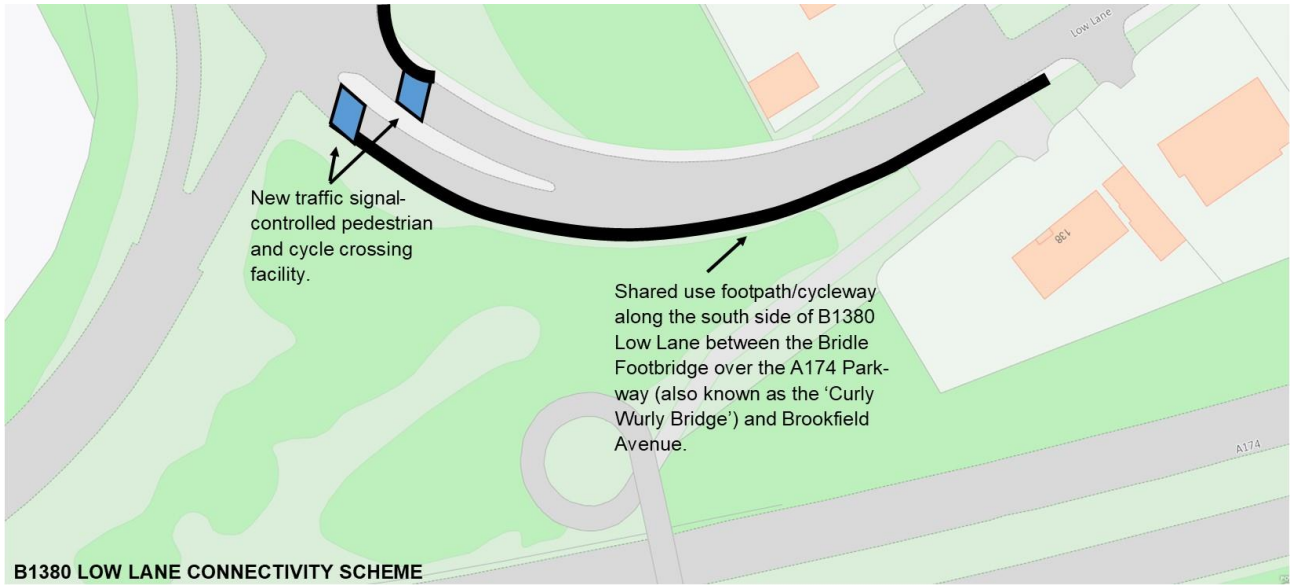 Low Lane
New traffic signal-
controlled pedestrian
and cycle crossing
facility.
138
Shared use footpath/cycleway
along the south side of B1380
Low Lane between the Bridle
Footbridge over the A174 Park-
way (also known as the ‘Curly
Wurly Bridge’) and Brookfield
Avenue.
A174
B1380 LOW LANE CONNECTIVITY SCHEME